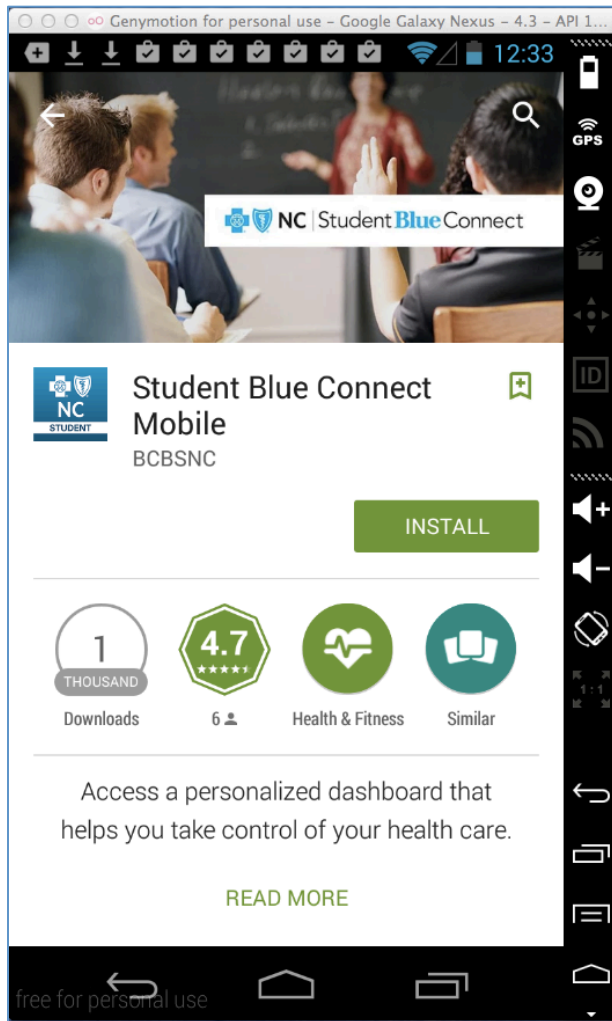 Genymotion for personal use – Google Galaxy Nexus – 4.3 – API 1...
12:33
GPS
NC | Student Blue Connect
ID
NC
STUDENT
Student Blue Connect
Mobile
BCBSNC
INSTALL
1
THOUSAND
Downloads
4.7
6
Health & Fitness
Similar
1:1
Access a personalized dashboard that
helps you take control of your health care.
READ MORE
free for personal use